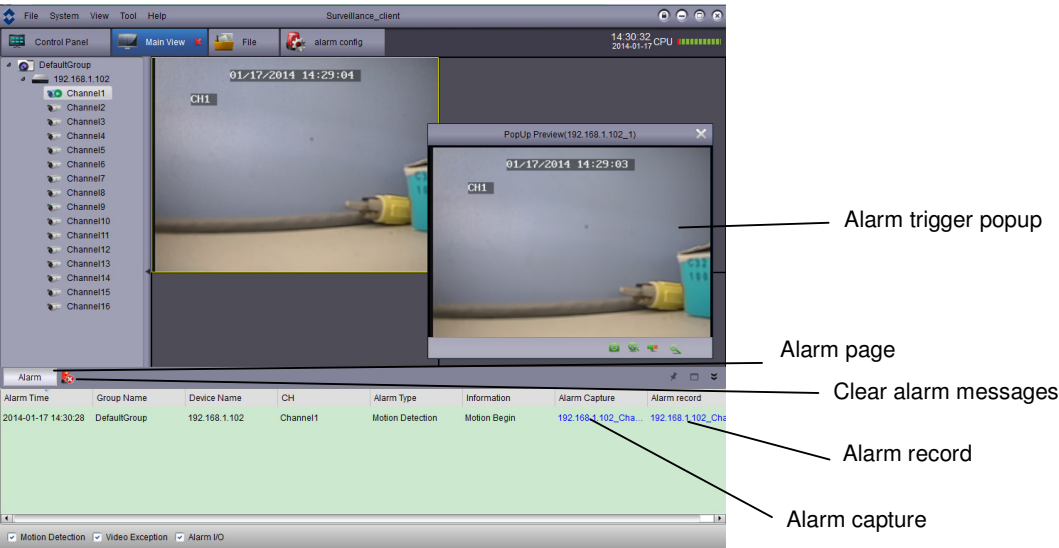 File System View Tool Help Surveillance_client
Control Panel Main View File alarm config 14:30:32 CPU
2014-01-17
DefaultGroup
192.168.1.102
Channel1
Channel2
Channel3
Channel4
Channel5
Channel6
Channel7
Channel8
Channel9
Channel10
Channel11
Channel12
Channel13
Channel14
Channel15
Channel16
01/17/2014 14:29:04
CH1
PopUp Preview(192.168.1.102_1)
01/17/2014 14:29:03
CH1
Alarm trigger popup
Alarm page
Clear alarm messages
Alarm record
Alarm capture
Alarm
Alarm Time Group Name Device Name CH Alarm Type Information Alarm Capture Alarm record
2014-01-17 14:30:28 DefaultGroup 192.168.1.102 Channel1 Motion Detection Motion Begin 192.168.1.102_Cha... 192.168.1.102_Cha
Motion Detection Video Exception Alarm I/O